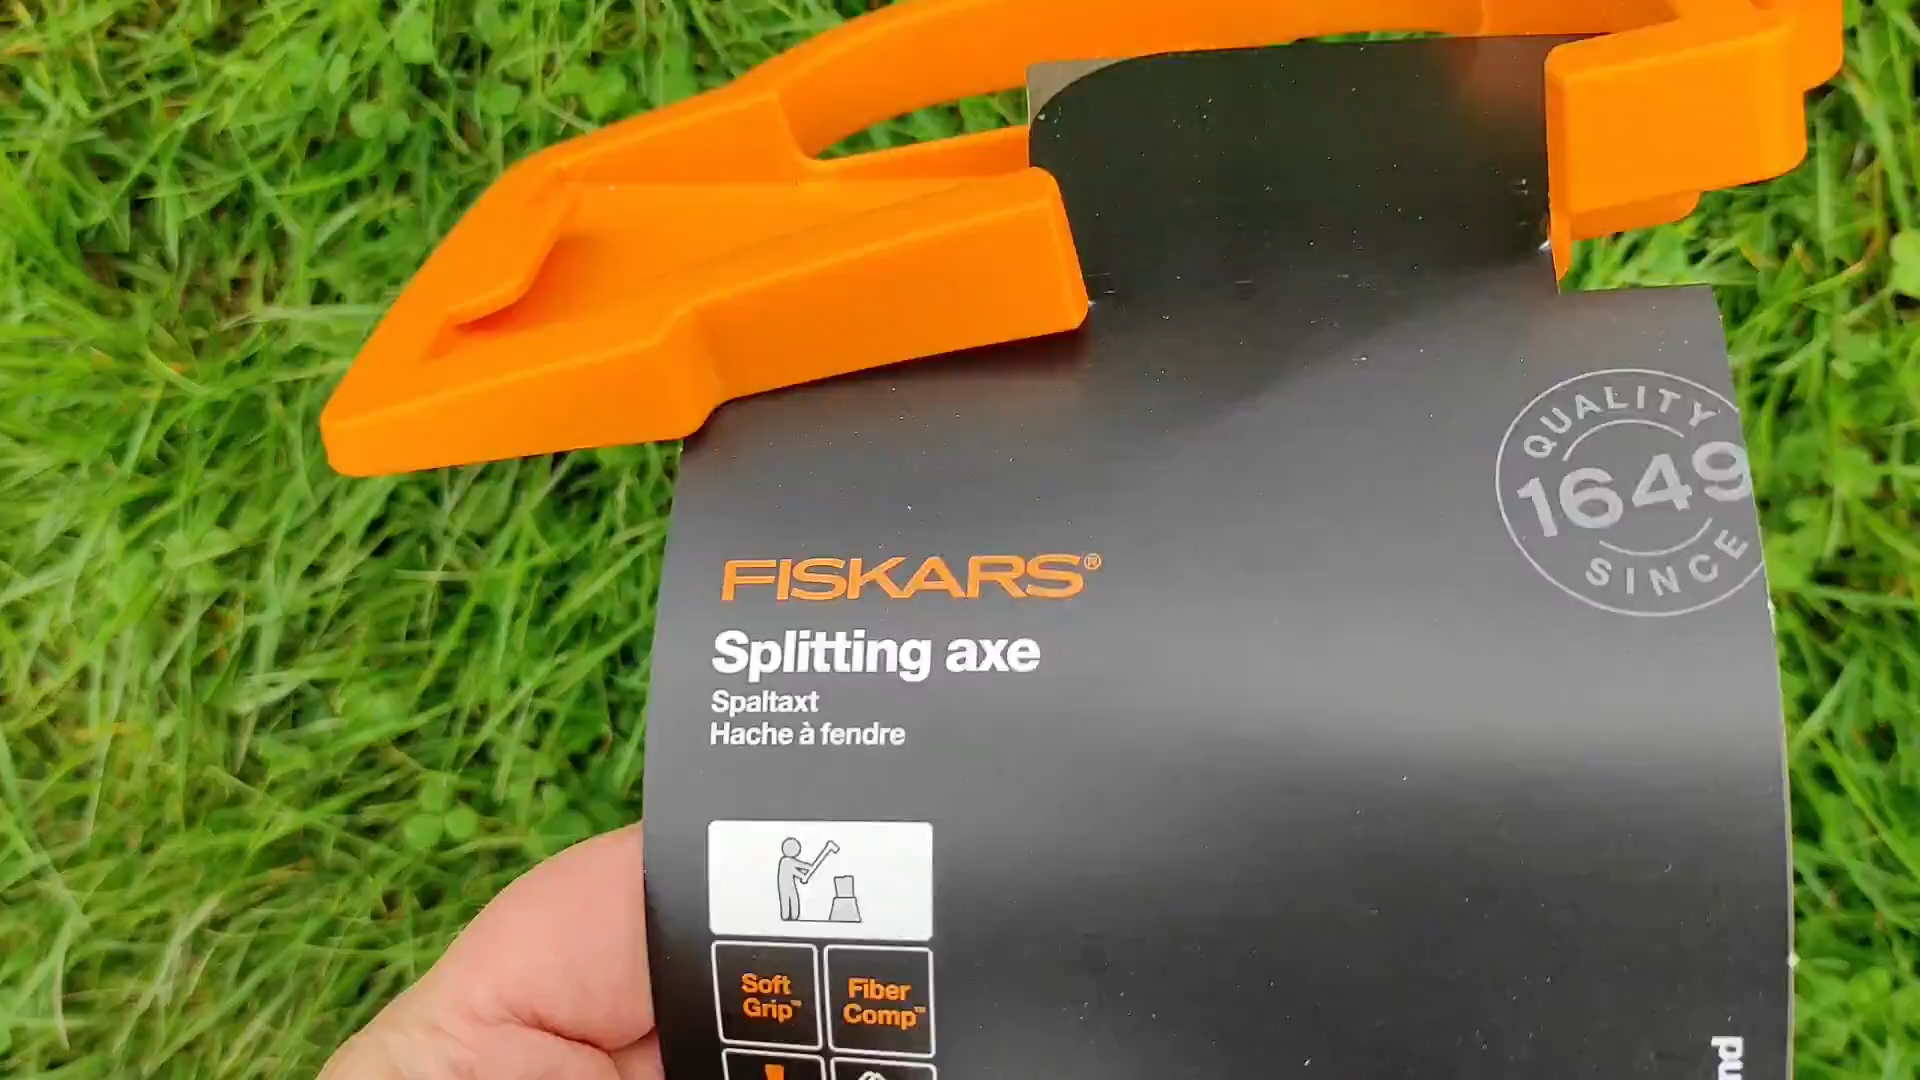 QUALITY
1649
SINCE
FISKARS®
Splitting axe
Spaltaxt
Hache à fendre
Soft
Grip™
Fiber
Comp™